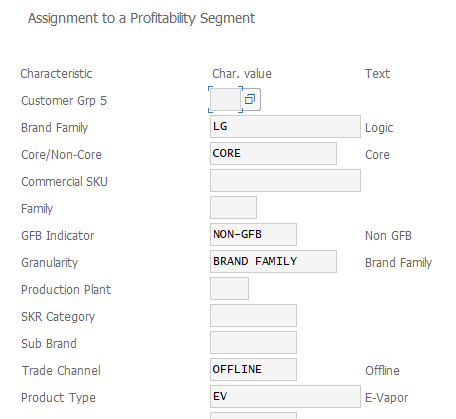 Assignment to a Profitability Segment
Characteristic Char. value Text
Customer Grp 5
Brand Family LG Logic
Core/Non-Core CORE Core
Commercial SKU
Family
GFB Indicator NON-GFB Non GFB
Granularity BRAND FAMILY Brand Family
Production Plant
SKR Category
Sub Brand
Trade Channel OFFLINE Offline
Product Type EV E-Vapor